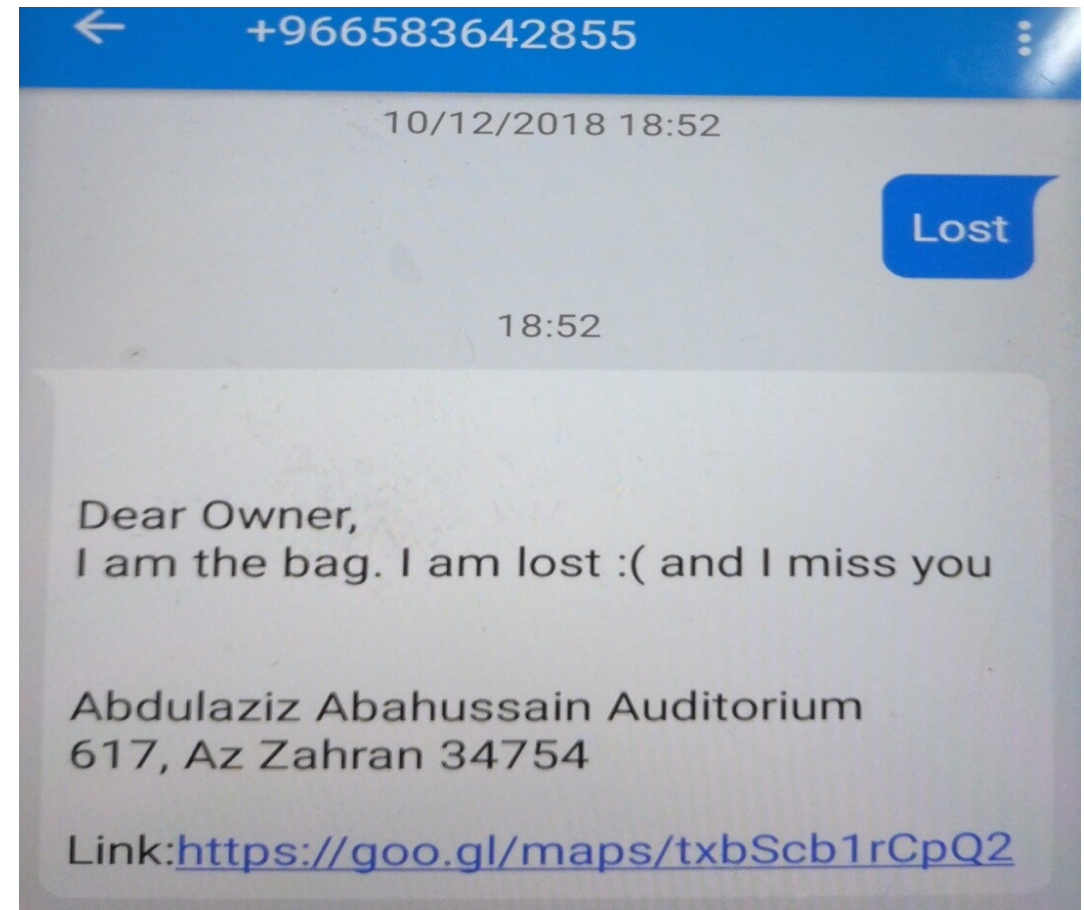 +966583642855
10/12/2018 18:52
Lost
18:52
Dear Owner,
I am the bag. I am lost :( and I miss you
Abdulaziz Abahussain Auditorium
617, Az Zahran 34754
Link:https://goo.gl/maps/txbScb1rCpQ2